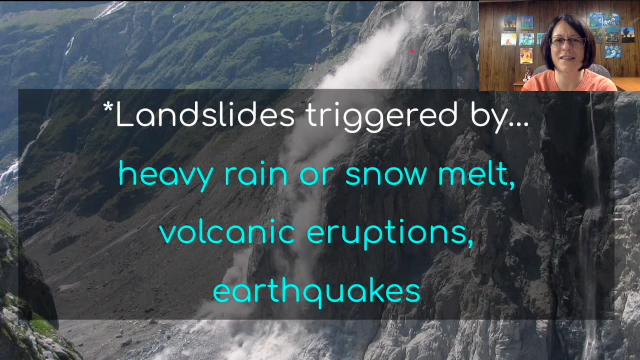 *Landslides triggered by...
heavy rain or snow melt,
volcanic eruptions,
earthquakes